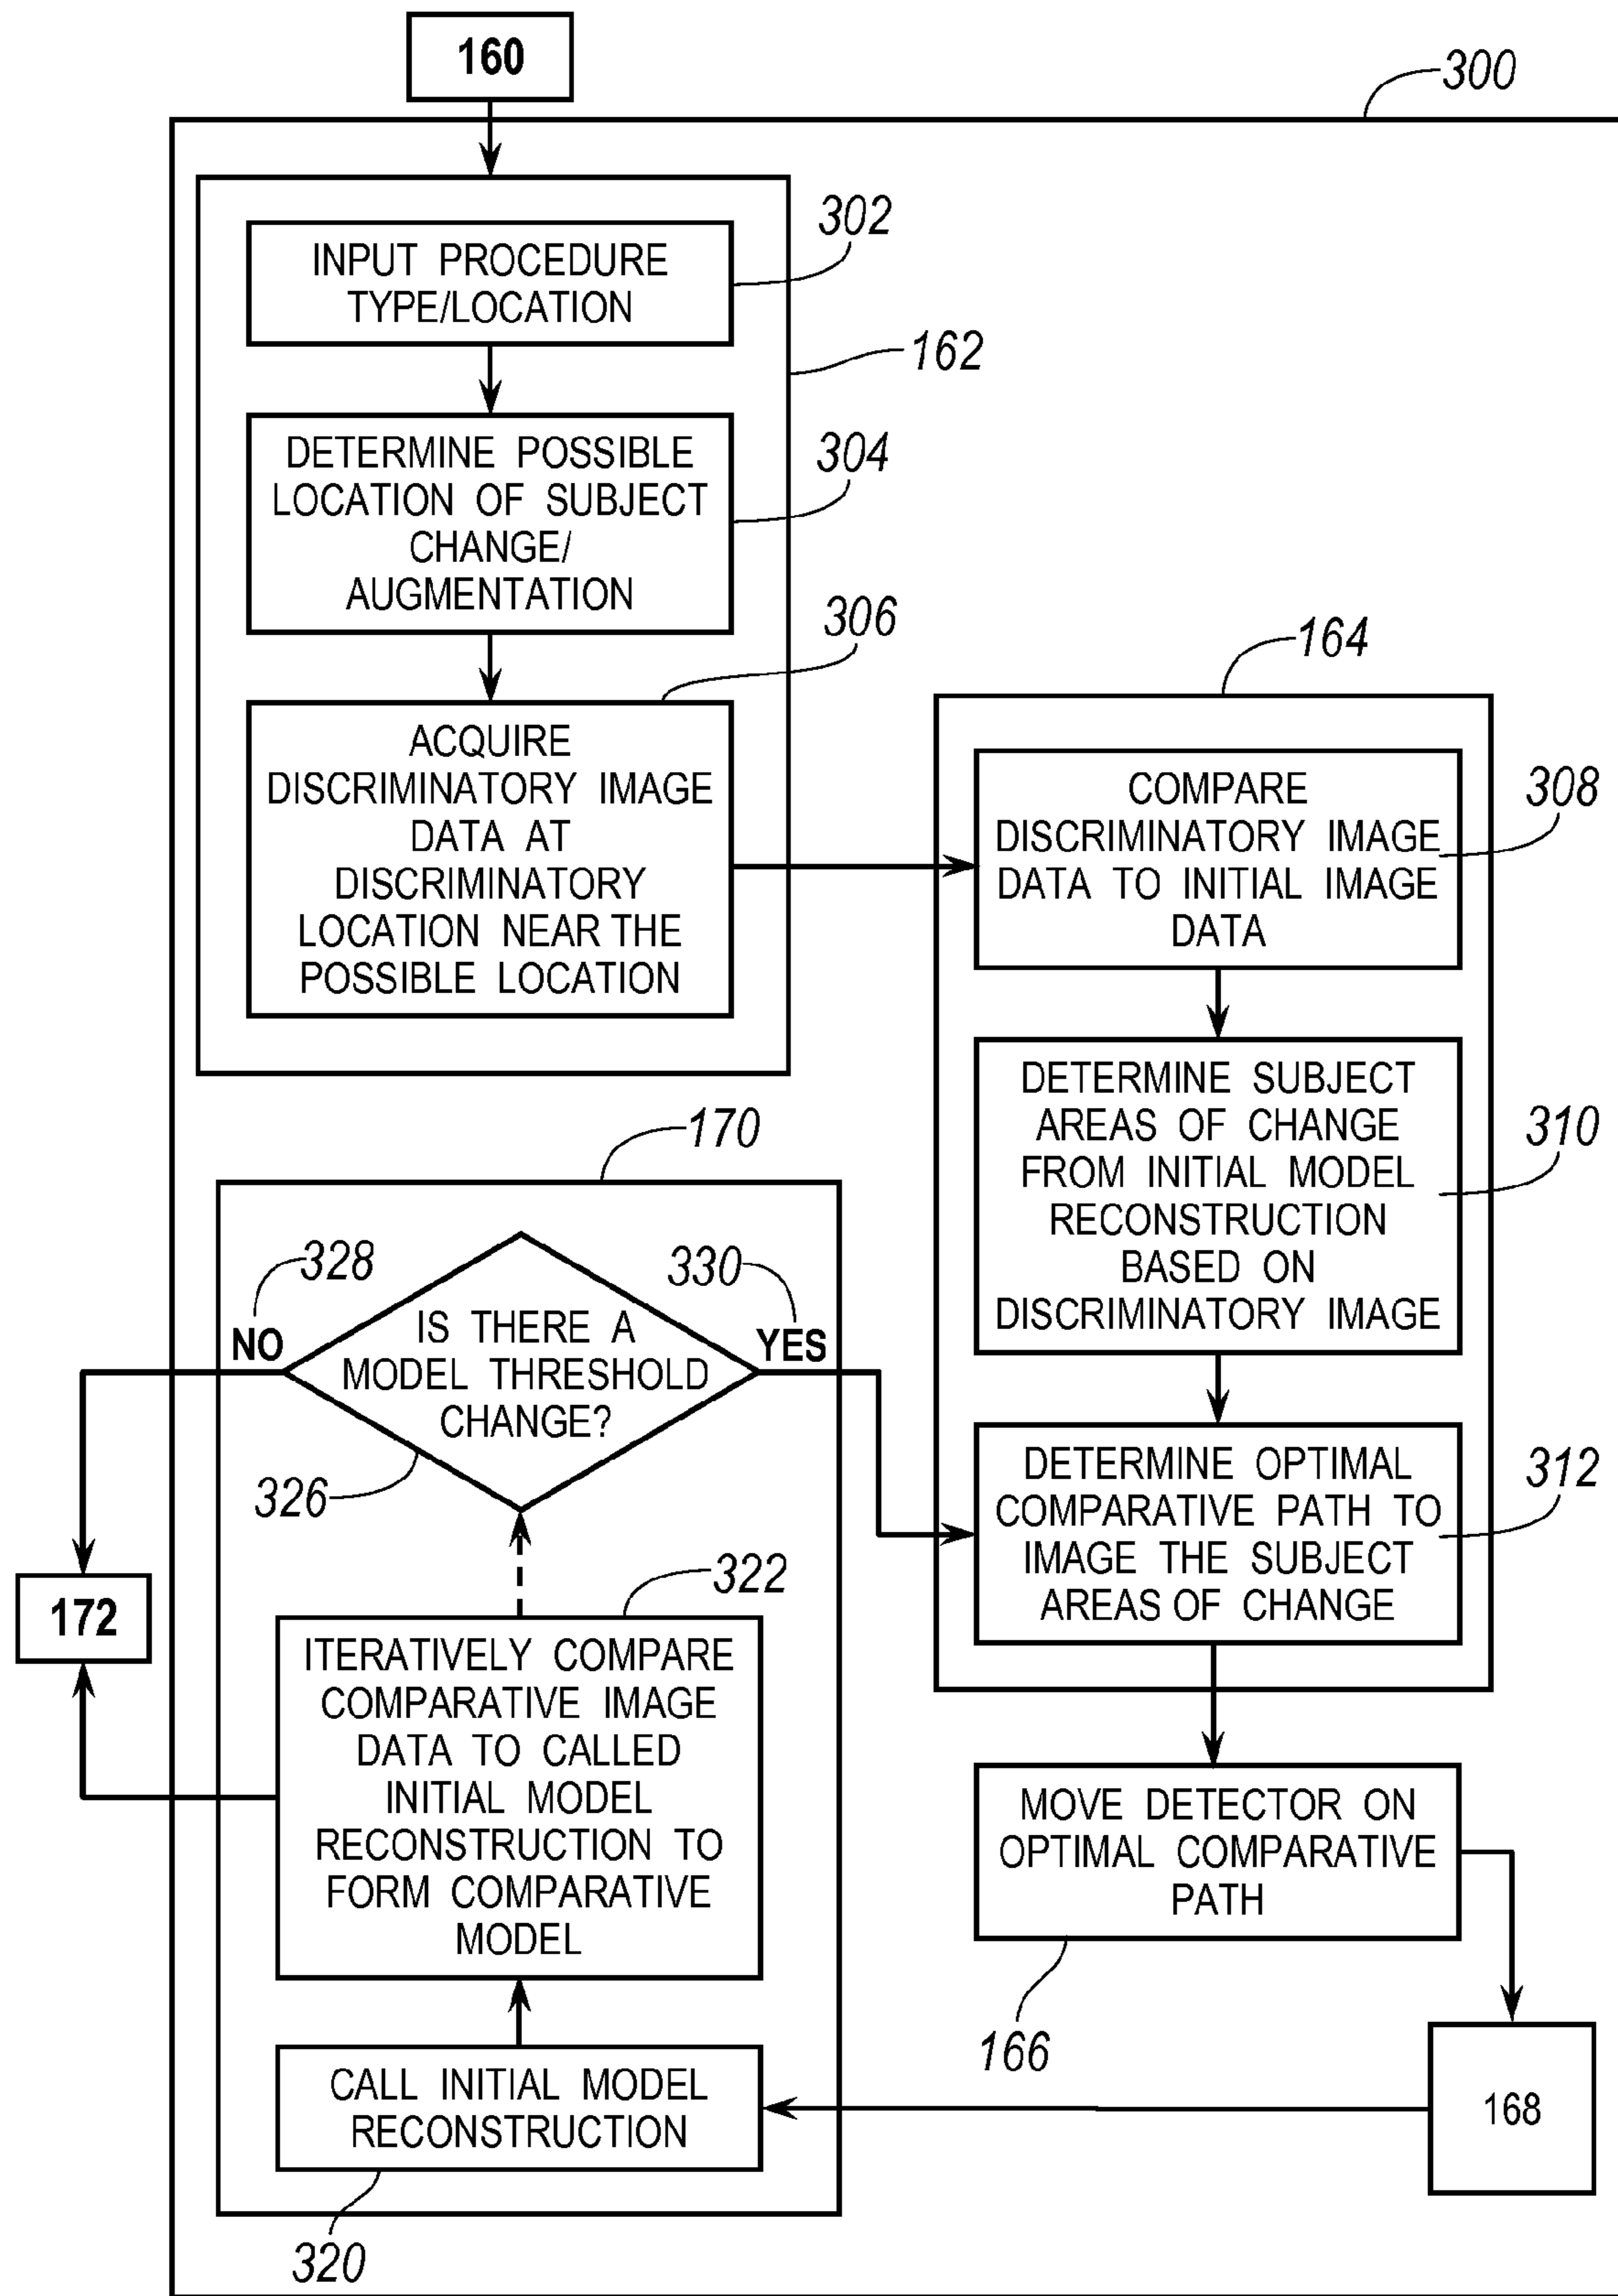 160
300
302
INPUT PROCEDURE
TYPE/LOCATION
162
DETERMINE POSSIBLE
LOCATION OF SUBJECT
CHANGE/
AUGMENTATION
304
306
ACQUIRE
DISCRIMINATORY IMAGE
DATA AT
DISCRIMINATORY
LOCATION NEAR THE
POSSIBLE LOCATION
164
COMPARE
DISCRIMINATORY IMAGE
DATA TO INITIAL IMAGE
DATA
308
DETERMINE SUBJECT
AREAS OF CHANGE
FROM INITIAL MODEL
RECONSTRUCTION
BASED ON
DISCRIMINATORY IMAGE
310
DETERMINE OPTIMAL
COMPARATIVE PATH TO
IMAGE THE SUBJECT
AREAS OF CHANGE
312
MOVE DETECTOR ON
OPTIMAL COMPARATIVE
PATH
166
168
170
328
330
NO
YES
IS THERE A
MODEL THRESHOLD
CHANGE?
326
172
322
ITERATIVELY COMPARE
COMPARATIVE IMAGE
DATA TO CALLED
INITIAL MODEL
RECONSTRUCTION TO
FORM COMPARATIVE
MODEL
CALL INITIAL MODEL
RECONSTRUCTION
320